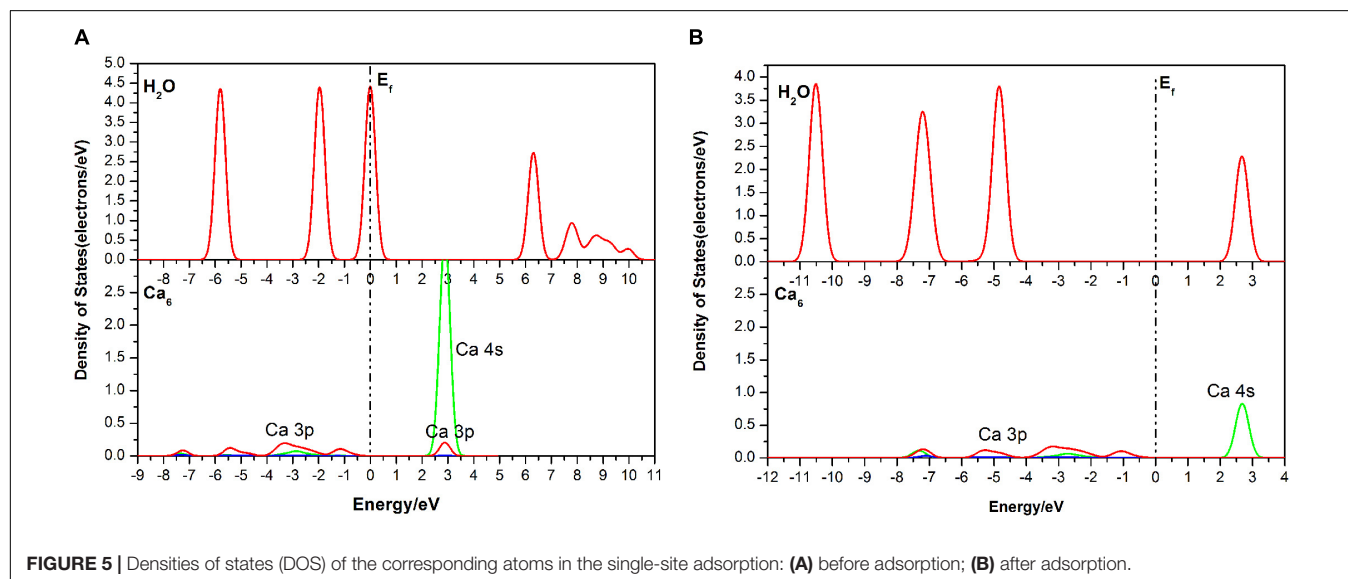 A
Density of States(electrons/eV)
H2O
Ef
5.0
4.5
4.0
3.5
3.0
2.5
2.0
1.5
1.0
0.5
0.0
-8 -7 -6 -5 -4 -3 -2 -1 0 1 2 3 4 5 6 7 8 9 10
Ca6
2.5
2.0
1.5
1.0
0.5
0.0
Ca 4s
Ca 3p
Ca 3p
-9 -8 -7 -6 -5 -4 -3 -2 -1 0 1 2 3 4 5 6 7 8 9 10 11
Energy/eV
B
Density of States(electrons/eV)
H2O
Ef
4.0
3.5
3.0
2.5
2.0
1.5
1.0
0.5
0.0
-11 -10 -9 -8 -7 -6 -5 -4 -3 -2 -1 0 1 2 3
Ca6
2.5
2.0
1.5
1.0
0.5
0.0
Ca 4s
Ca 3p
-12 -11 -10 -9 -8 -7 -6 -5 -4 -3 -2 -1 0 1 2 3 4
Energy/eV
FIGURE 5 | Densities of states (DOS) of the corresponding atoms in the single-site adsorption: (A) before adsorption; (B) after adsorption.